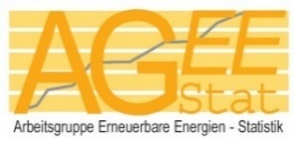 AGEE
Stat
Arbeitsgruppe Erneuerbare Energien - Statistik